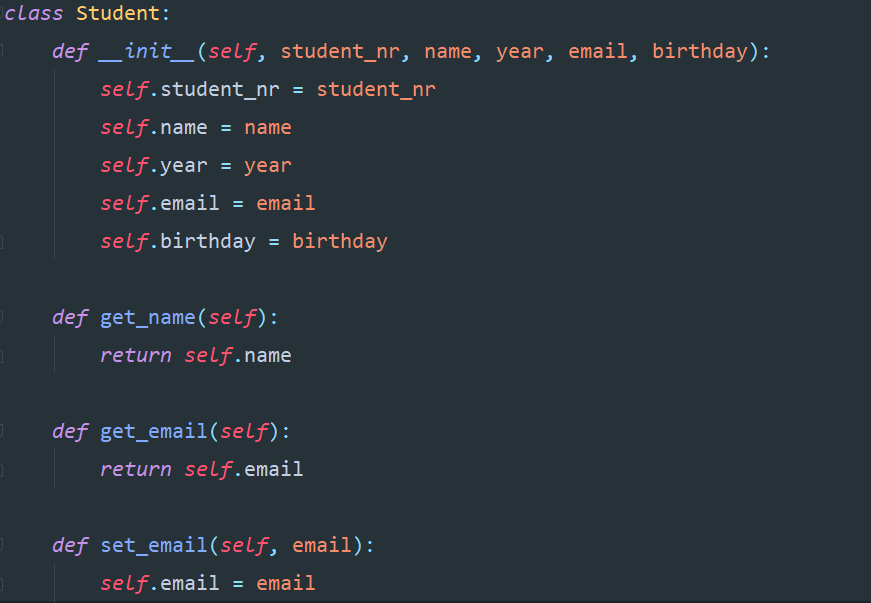 class Student:
    def __init__(self, student_nr, name, year, email, birthday):
        self.student_nr = student_nr
        self.name = name
        self.year = year
        self.email = email
        self.birthday = birthday

    def get_name(self):
        return self.name

    def get_email(self):
        return self.email

    def set_email(self, email):
        self.email = email